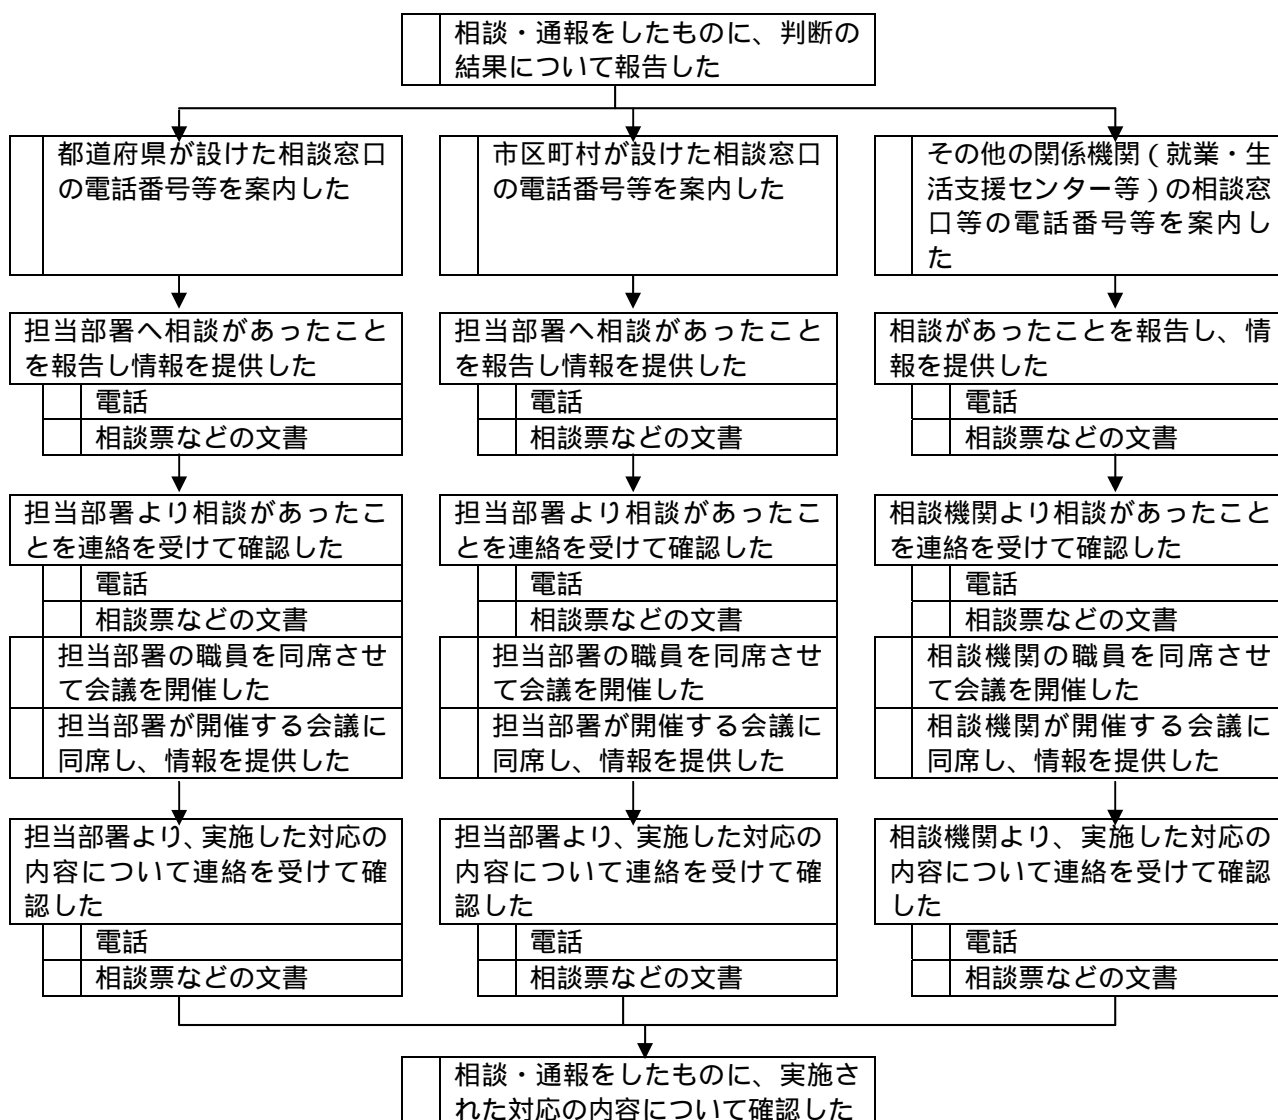 相談・通報をしたものに、判断の
結果について報告した
都道府県が設けた相談窓口
の電話番号等を案内した
市区町村が設けた相談窓口
の電話番号等を案内した
その他の関係機関(就業・生
活支援センター等)の相談窓
口等の電話番号等を案内し
た
担当部署へ相談があったこと
を報告し情報を提供した
電話
相談票などの文書
担当部署へ相談があったこと
を報告し情報を提供した
電話
相談票などの文書
相談があったことを報告し、情
報を提供した
電話
相談票などの文書
担当部署より相談があったこ
とを連絡を受けて確認した
電話
相談票などの文書
担当部署の職員を同席させ
て会議を開催した
担当部署が開催する会議に
同席し、情報を提供した
担当部署より相談があったこ
とを連絡を受けて確認した
電話
相談票などの文書
担当部署の職員を同席させ
て会議を開催した
担当部署が開催する会議に
同席し、情報を提供した
相談機関より相談があったこと
を連絡を受けて確認した
電話
相談票などの文書
相談機関の職員を同席させ
て会議を開催した
相談機関が開催する会議に
同席し、情報を提供した
担当部署より、実施した対応の
内容について連絡を受けて確
認した
電話
相談票などの文書
担当部署より、実施した対応の
内容について連絡を受けて確
認した
電話
相談票などの文書
相談機関より、実施した対応の
内容について連絡を受けて確認
した
電話
相談票などの文書
相談・通報をしたものに、実施さ
れた対応の内容について確認した